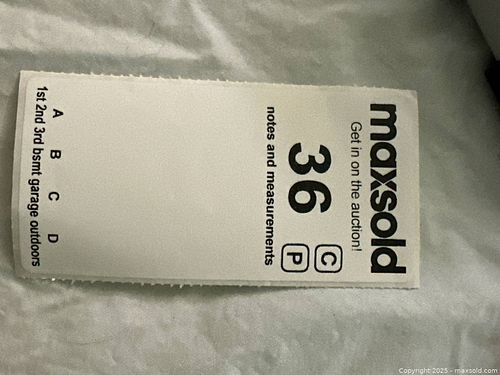 maxsold
Get in on the auction!
36
C
P
notes and measurements
A B C D
1st 2nd 3rd bsmt garage outdoors
Copyright 2025 - maxsold.com